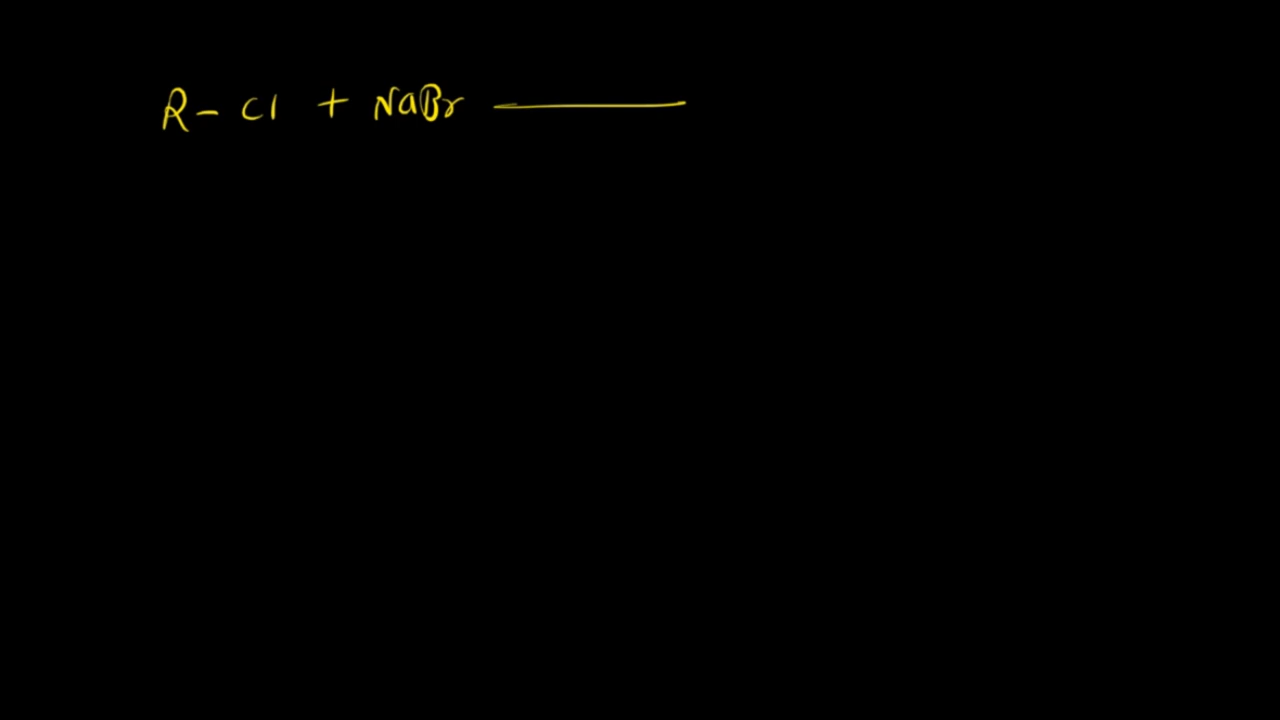 R - Cl + NaBr ———